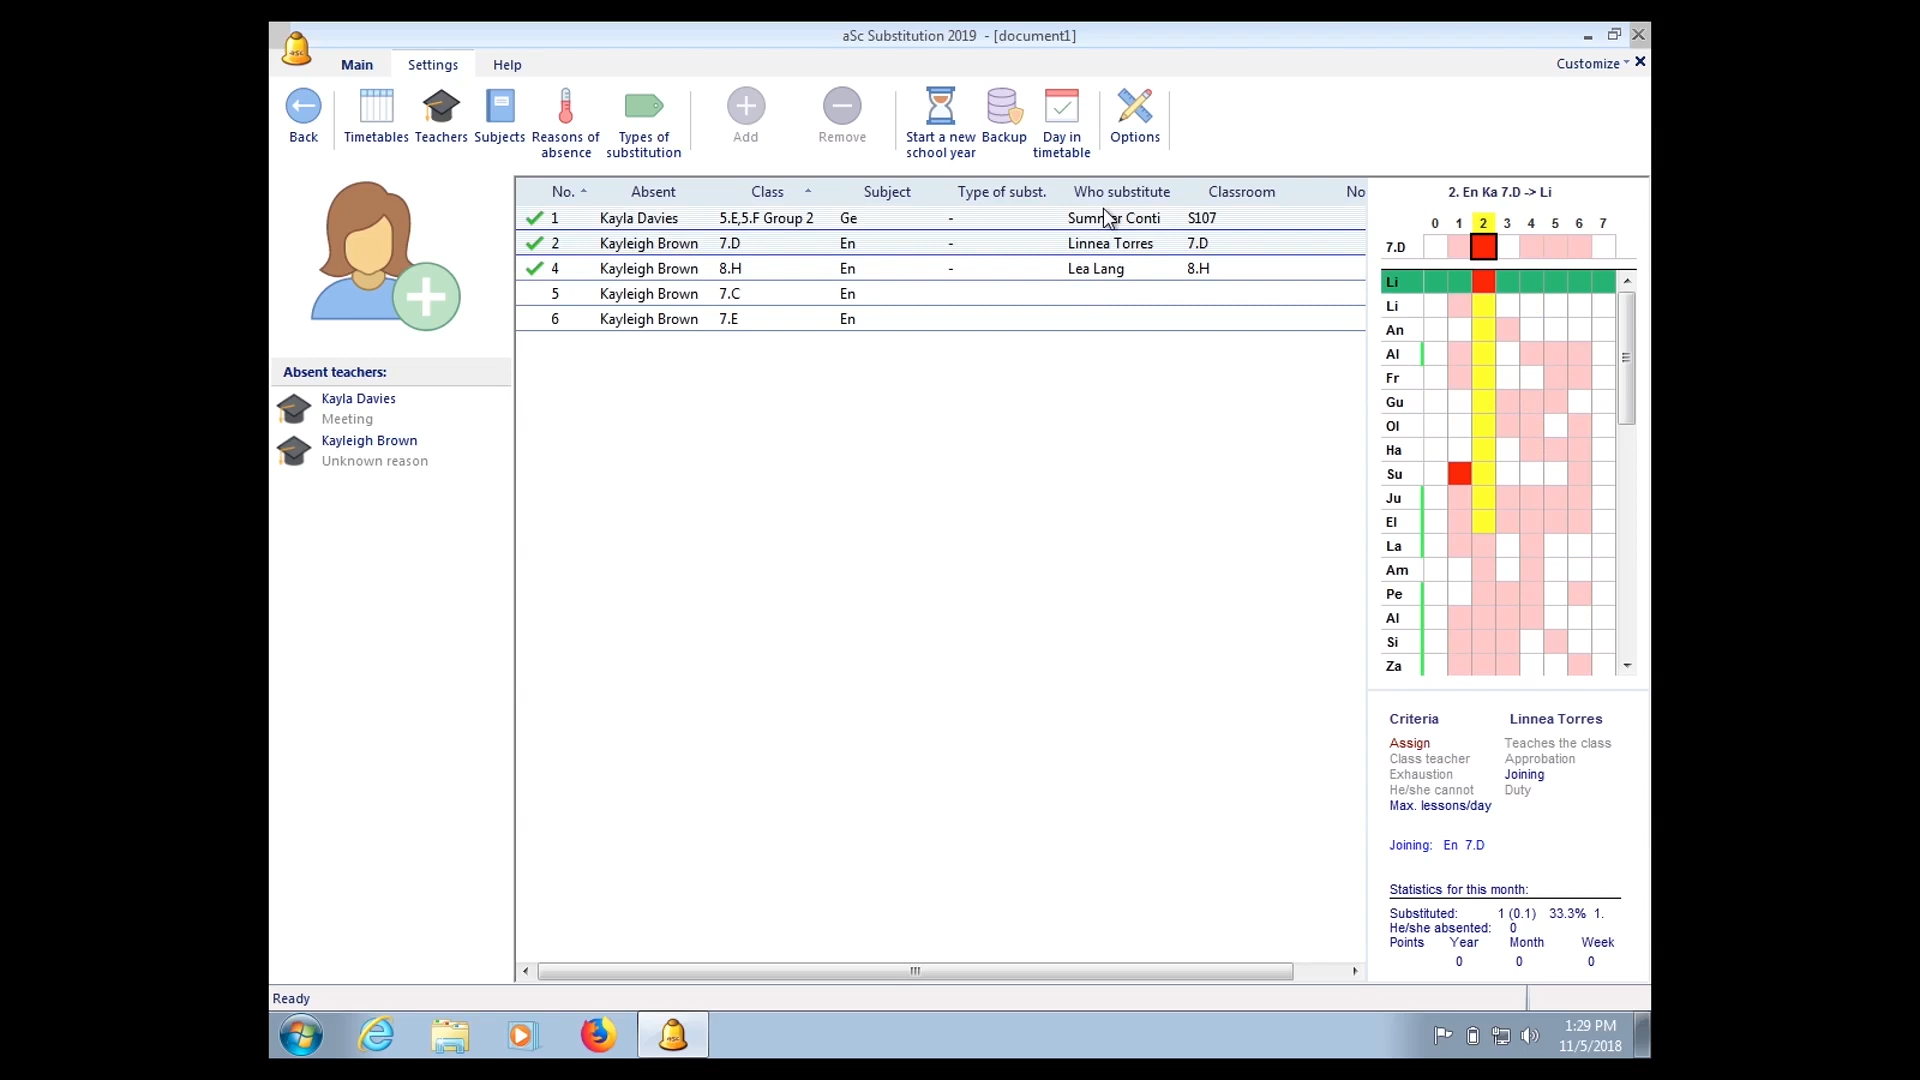 aSc Substitution 2019 - [document1]
Main Settings Help Customize
Back Timetables Teachers Subjects Reasons of absence Types of substitution Add Remove Start a new school year Backup Day in timetable Options
No. Absent Class Subject Type of subst. Who substitute Classroom No
1 Kayla Davies 5.E,5.F Group 2 Ge - Summer Conti S107
2 Kayleigh Brown 7.D En - Linnea Torres 7.D
4 Kayleigh Brown 8.H En - Lea Lang 8.H
5 Kayleigh Brown 7.C En
6 Kayleigh Brown 7.E En
Absent teachers:
Kayla Davies
Meeting
Kayleigh Brown
Unknown reason
2. En Ka 7.D -> Li
0 1 2 3 4 5 6 7
7.D
Li
Li
An
Al
Fr
Gu
Ol
Ha
Su
Ju
El
La
Am
Pe
Al
Si
Za
Criteria Linnea Torres
Assign Teaches the class
Class teacher Approbation
Exhaustion Joining
He/she cannot Duty
Max. lessons/day
Joining: En 7.D
Statistics for this month:
Substituted: 1 (0.1) 33.3% 1.
He/she absented: 0
Points Year Month Week
0 0 0
Ready
1:29 PM
11/5/2018